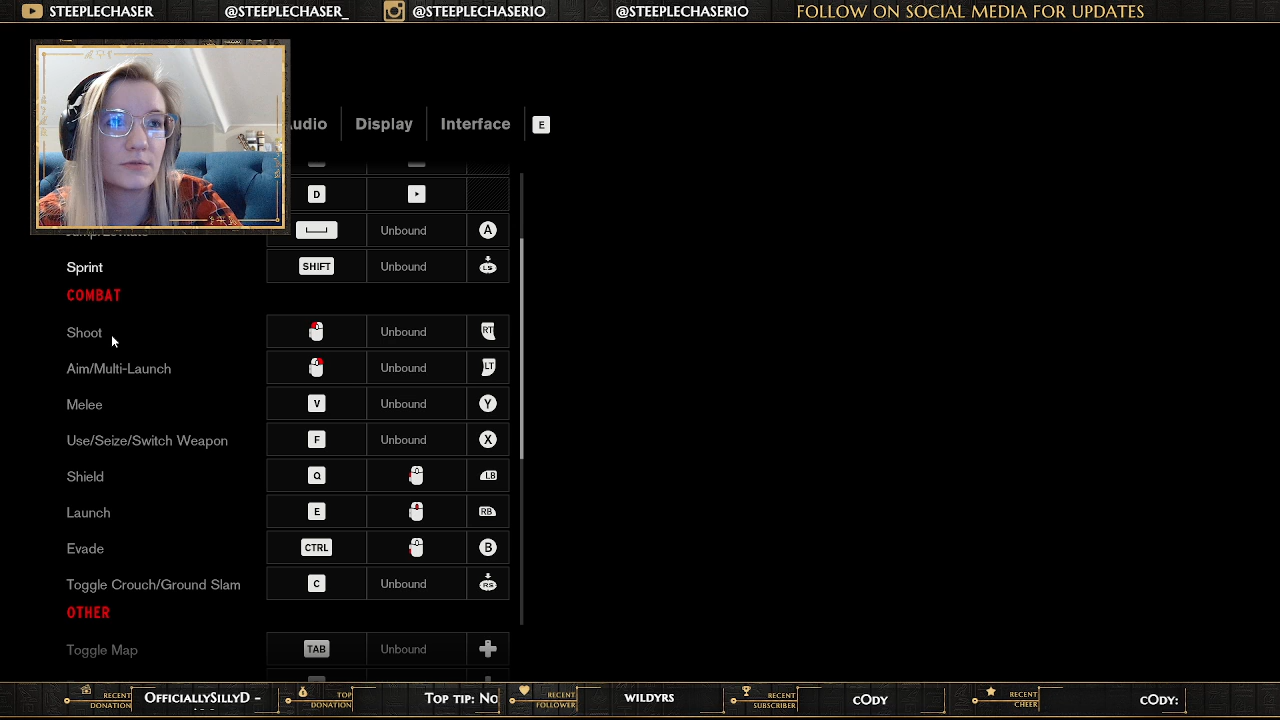 STEEPLECHASER @STEEPLECHASER_ @STEEPLECHASERIO @STEEPLECHASERIO FOLLOW ON SOCIAL MEDIA FOR UPDATES
Display Interface E
D
Unbound A
Sprint SHIFT Unbound LS
COMBAT
Shoot Unbound RT
Aim/Multi-Launch Unbound LT
Melee V Unbound Y
Use/Seize/Switch Weapon F Unbound X
Shield Q LB
Launch E RB
Evade CTRL B
Toggle Crouch/Ground Slam C Unbound RS
OTHER
Toggle Map TAB Unbound
RECENT DONATION OFFICIALLYSILLYD – TOP DONATION TOP TIP: NO RECENT FOLLOWER WILDYRS RECENT SUBSCRIBER CODY RECENT CHEER CODY: